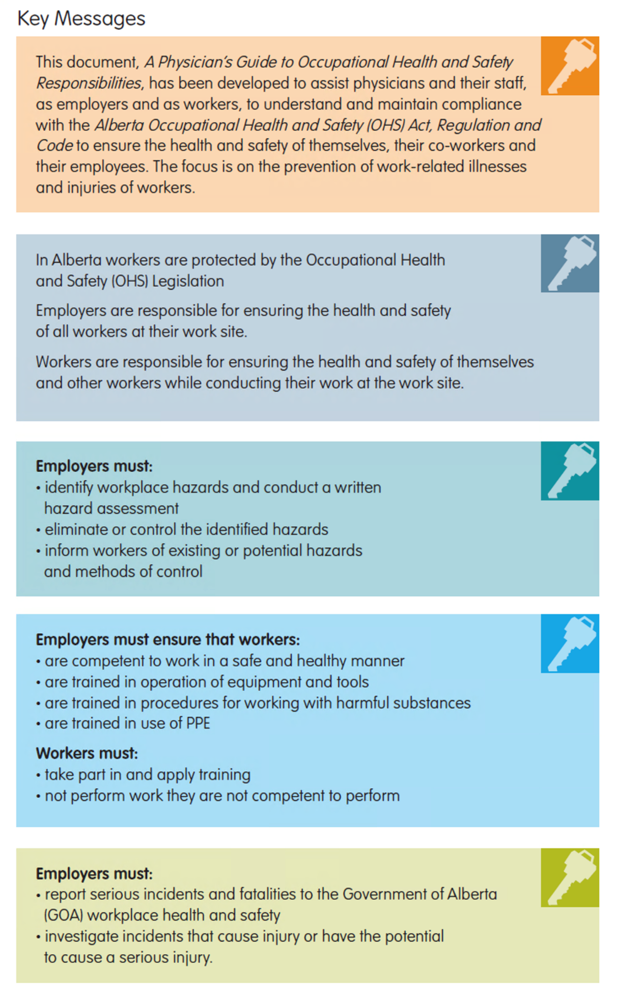 Key Messages
This document, A Physician's Guide to Occupational Health and Safety
Responsibilities, has been developed to assist physicians and their staff,
as employers and as workers, to understand and maintain compliance
with the Alberta Occupational Health and Safety (OHS) Act, Regulation and
Code to ensure the health and safety of themselves, their co-workers and
their employees. The focus is on the prevention of work-related illnesses
and injuries of workers.
In Alberta workers are protected by the Occupational Health
and Safety (OHS) Legislation
Employers are responsible for ensuring the health and safety
of all workers at their work site.
Workers are responsible for ensuring the health and safety of themselves
and other workers while conducting their work at the work site.
Employers must:
• identify workplace hazards and conduct a written
hazard assessment
• eliminate or control the identified hazards
• inform workers of existing or potential hazards
and methods of control
Employers must ensure that workers:
• are competent to work in a safe and healthy manner
• are trained in operation of equipment and tools
• are trained in procedures for working with harmful substances
• are trained in use of PPE
Workers must:
• take part in and apply training
• not perform work they are not competent to perform
Employers must:
• report serious incidents and fatalities to the Government of Alberta
(GOA) workplace health and safety
• investigate incidents that cause injury or have the potential
to cause a serious injury.